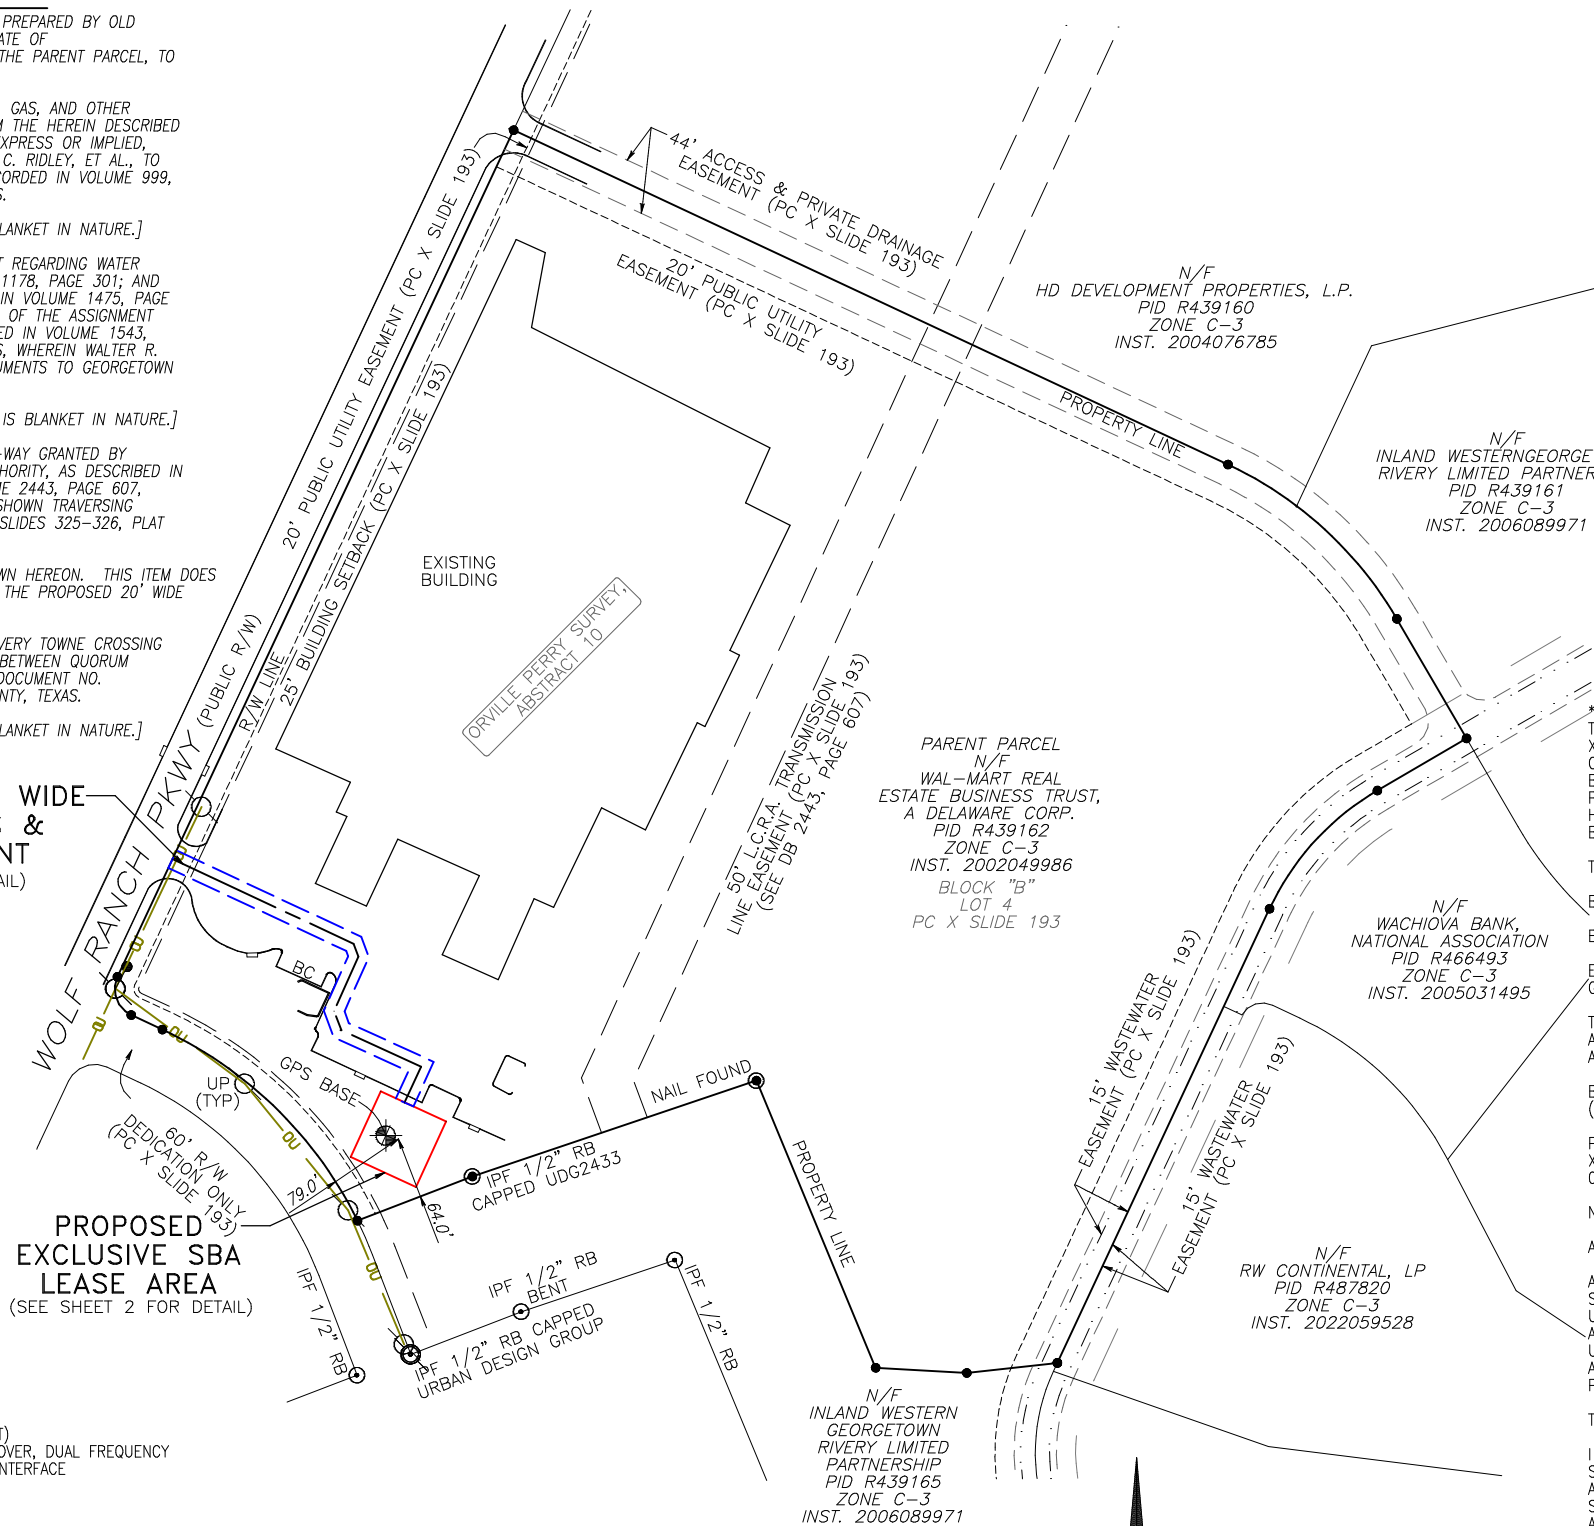 PREPARED BY OLD
ATE OF
THE PARENT PARCEL, TO
GAS, AND OTHER
M THE HEREIN DESCRIBED
EXPRESS OR IMPLIED,
C. RIDLEY, ET AL., TO
CORDED IN VOLUME 999,
S.
LANKET IN NATURE.]
T REGARDING WATER
1178, PAGE 301; AND
IN VOLUME 1475, PAGE
OF THE ASSIGNMENT
ED IN VOLUME 1543,
S, WHEREIN WALTER R.
UMENTS TO GEORGETOWN
IS BLANKET IN NATURE.]
-WAY GRANTED BY
HORITY, AS DESCRIBED IN
E 2443, PAGE 607,
SHOWN TRAVERSING
SLIDES 325-326, PLAT
WN HEREON. THIS ITEM DOES
THE PROPOSED 20' WIDE
VERY TOWNE CROSSING
BETWEEN QUORUM
DOCUMENT NO.
NTY, TEXAS.
LANKET IN NATURE.]
WIDE
S &
NT
AIL)
WOLF RANCH PKWY (PUBLIC R/W)
R/W LINE
20' PUBLIC UTILITY EASEMENT (PC X SLIDE 193)
25' BUILDING SETBACK (PC X SLIDE 193)
44' ACCESS & PRIVATE DRAINAGE
EASEMENT (PC X SLIDE 193)
20' PUBLIC UTILITY
EASEMENT (PC X SLIDE 193)
PROPERTY LINE
N/F
HD DEVELOPMENT PROPERTIES, L.P.
PID R439160
ZONE C-3
INST. 2004076785
N/F
INLAND WESTERNGEORGE
RIVERY LIMITED PARTNER
PID R439161
ZONE C-3
INST. 2006089971
EXISTING
BUILDING
ORVILLE PERRY SURVEY,
ABSTRACT 10
50' L.C.R.A. TRANSMISSION
LINE EASEMENT (PC X SLIDE 193)
(SEE DB 2443, PAGE 607)
PARENT PARCEL
N/F
WAL-MART REAL
ESTATE BUSINESS TRUST,
A DELAWARE CORP.
PID R439162
ZONE C-3
INST. 2002049986
BLOCK "B"
LOT 4
PC X SLIDE 193
N/F
WACHIOVA BANK,
NATIONAL ASSOCIATION
PID R466493
ZONE C-3
INST. 2005031495
15' WASTEWATER
EASEMENT (PC X SLIDE 193)
15' WASTEWATER
EASEMENT (PC X SLIDE 193)
N/F
RW CONTINENTAL, LP
PID R487820
ZONE C-3
INST. 2022059528
BC
GPS BASE
UP
(TYP)
OU
OU
OU
OU
OU
OU
60' R/W
DEDICATION ONLY
(PC X SLIDE 193)
79.0'
64.0'
NAIL FOUND
IPF 1/2" RB
CAPPED UDG2433
PROPERTY LINE
PROPOSED
EXCLUSIVE SBA
LEASE AREA
(SEE SHEET 2 FOR DETAIL)
IPF 1/2" RB
IPF 1/2" RB
BENT
IPF 1/2" RB CAPPED
URBAN DESIGN GROUP
IPF 1/2" RB
N/F
INLAND WESTERN
GEORGETOWN
RIVERY LIMITED
PARTNERSHIP
PID R439165
ZONE C-3
INST. 2006089971
T)
OVER, DUAL FREQUENCY
NTERFACE